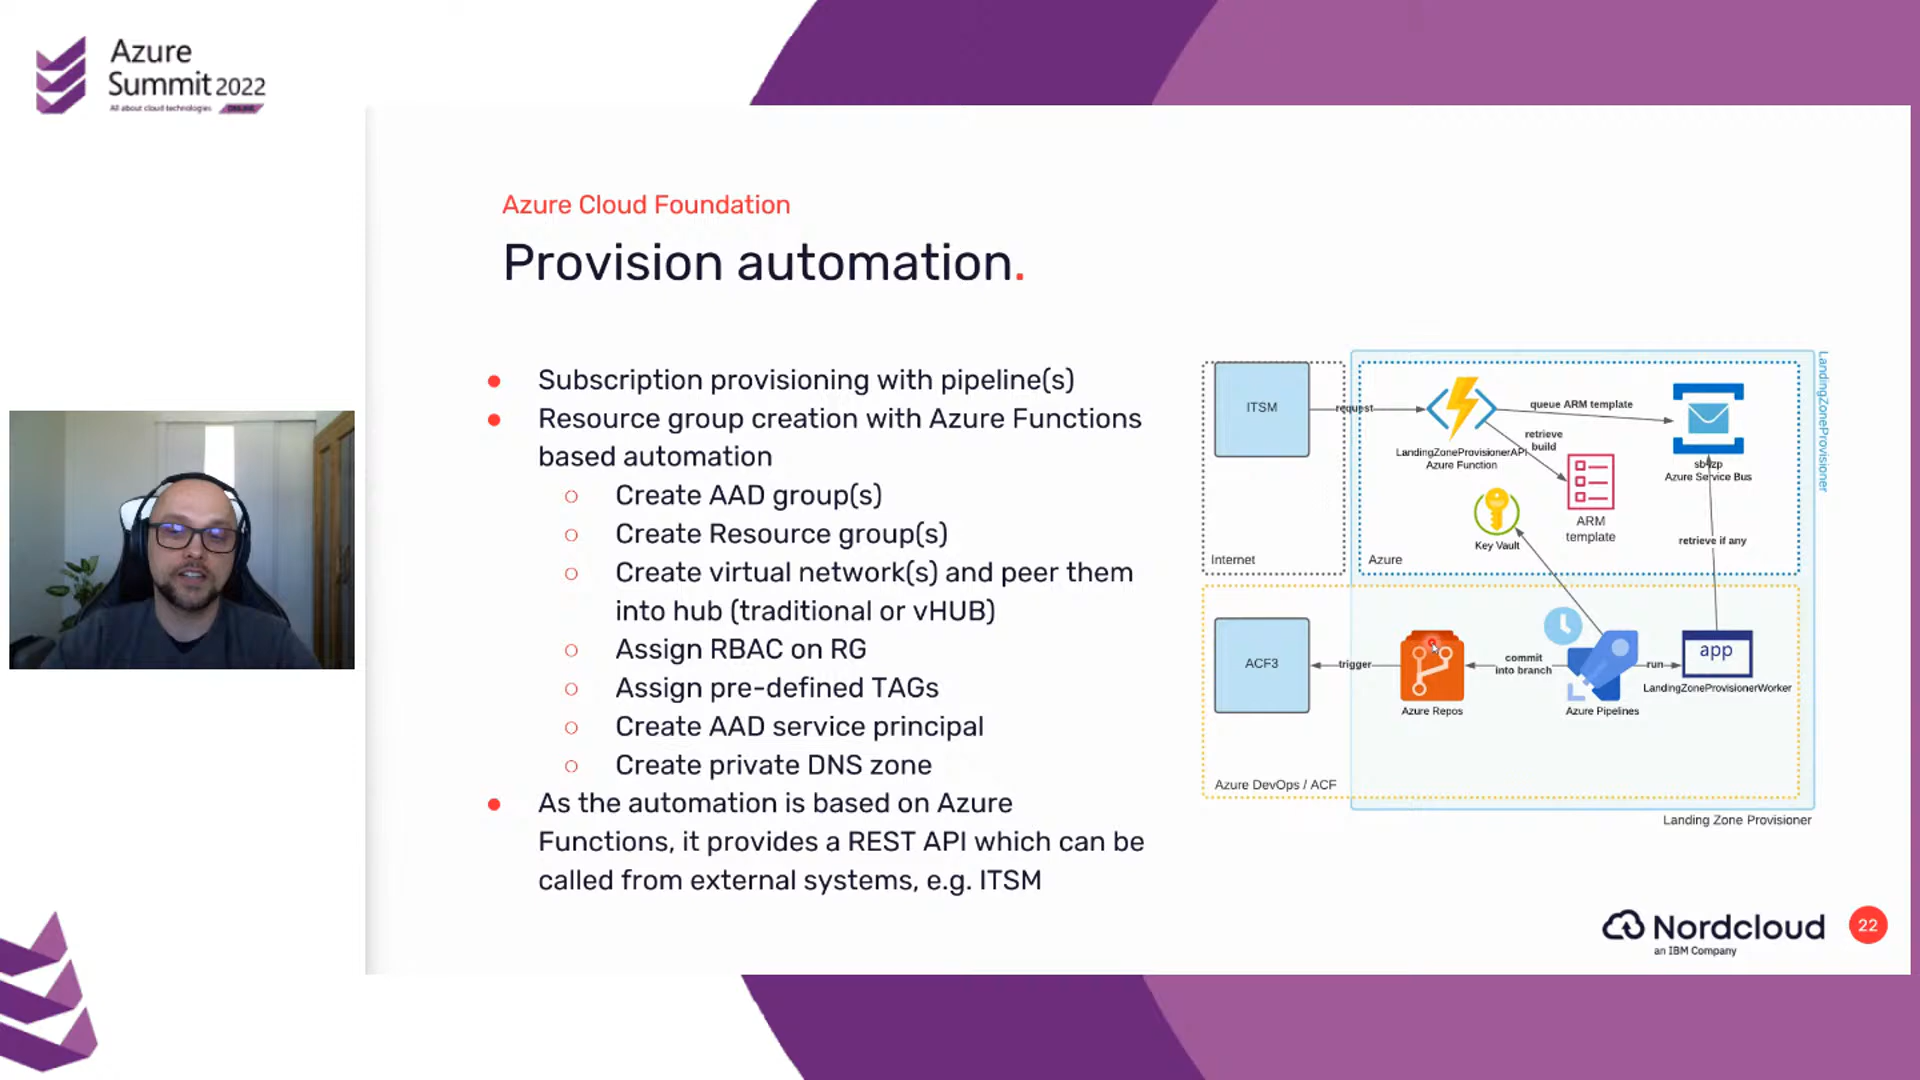 Azure
Summit 2022
All about cloud technologies
Azure Cloud Foundation
Provision automation.
Subscription provisioning with pipeline(s)
Resource group creation with Azure Functions
based automation
Create AAD group(s)
Create Resource group(s)
Create virtual network(s) and peer them
into hub (traditional or vHUB)
Assign RBAC on RG
Assign pre-defined TAGs
Create AAD service principal
Create private DNS zone
As the automation is based on Azure
Functions, it provides a REST API which can be
called from external systems, e.g. ITSM
ITSM
request
LandingZoneProvisionerAPI
Azure Function
queue ARM template
retrieve
build
Azure Service Bus
LandingZoneProvisioner
ARM
template
Key Vault
retrieve if any
Internet
Azure
ACF3
trigger
Azure Repos
commit
into branch
Azure Pipelines
run
app
LandingZoneProvisionerWorker
Azure DevOps / ACF
Landing Zone Provisioner
Nordcloud
an IBM Company
22